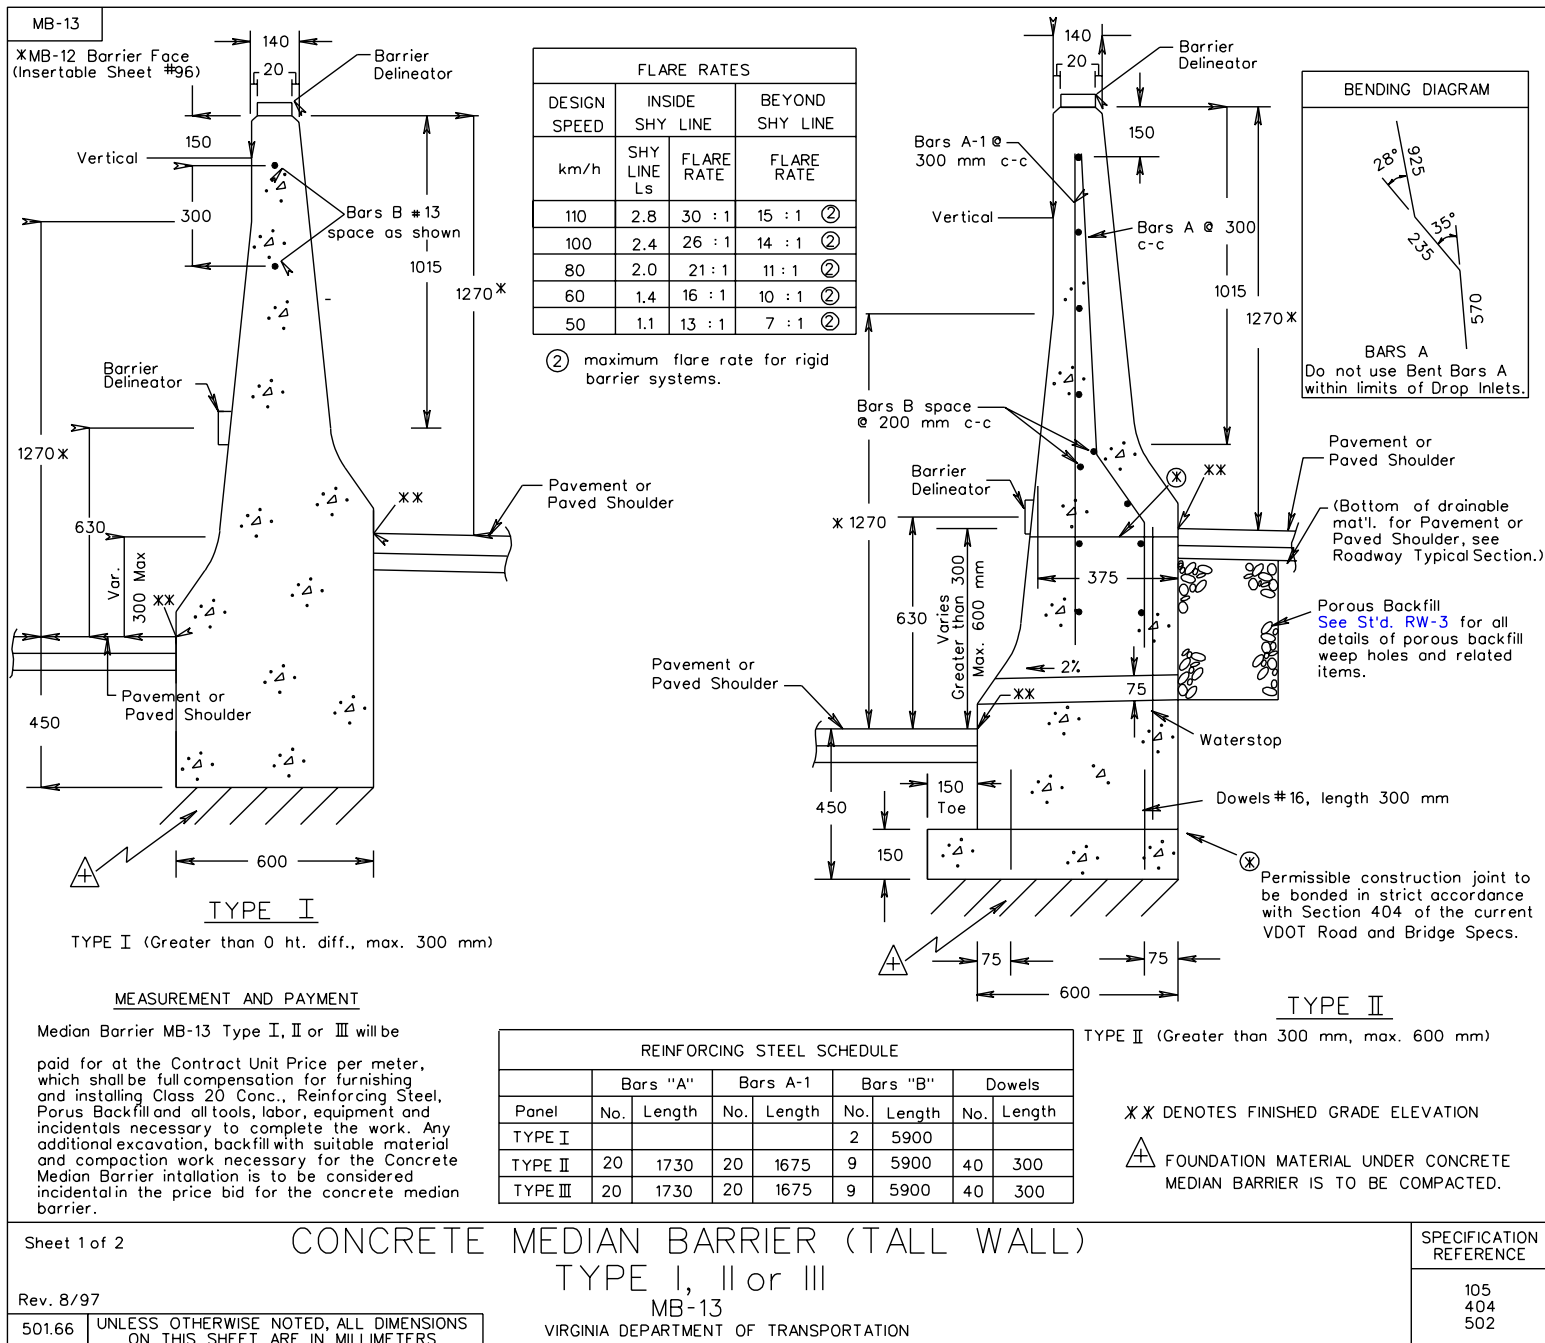 MB-13
*MB-12 Barrier Face
(Insertable Sheet #96)
140
20
Barrier
Delineator
150
Vertical
300
Bars B #13
space as shown
1015
1270*
Barrier
Delineator
1270*
630
Var.
300 Max
**
**
Pavement or
Paved Shoulder
Pavement or
Paved Shoulder
450
600
TYPE I
TYPE I (Greater than 0 ht. diff., max. 300 mm)
FLARE RATES
DESIGN SPEED INSIDE SHY LINE BEYOND SHY LINE
km/h SHY LINE Ls FLARE RATE FLARE RATE
110 2.8 30 : 1 15 : 1 ②
100 2.4 26 : 1 14 : 1 ②
80 2.0 21 : 1 11 : 1 ②
60 1.4 16 : 1 10 : 1 ②
50 1.1 13 : 1 7 : 1 ②
② maximum flare rate for rigid
barrier systems.
140
20
Barrier
Delineator
150
Bars A-1 @
300 mm c-c
Vertical
Bars A @ 300
c-c
1015
1270*
Bars B space
@ 200 mm c-c
Barrier
Delineator
* 1270
630
Varies
Greater than 300
Max. 600 mm
375
2%
75
**
**
Pavement or
Paved Shoulder
(Bottom of drainable
mat'l. for Pavement or
Paved Shoulder, see
Roadway Typical Section.)
Porous Backfill
See St'd. RW-3 for all
details of porous backfill
weep holes and related
items.
Pavement or
Paved Shoulder
Waterstop
150
Toe
450
150
Dowels #16, length 300 mm
Permissible construction joint to
be bonded in strict accordance
with Section 404 of the current
VDOT Road and Bridge Specs.
75
75
600
TYPE II
TYPE II (Greater than 300 mm, max. 600 mm)
BENDING DIAGRAM
28°
925
35°
235
570
BARS A
Do not use Bent Bars A
within limits of Drop Inlets.
MEASUREMENT AND PAYMENT
Median Barrier MB-13 Type I, II or III will be
paid for at the Contract Unit Price per meter,
which shall be full compensation for furnishing
and installing Class 20 Conc., Reinforcing Steel,
Porus Backfill and all tools, labor, equipment and
incidentals necessary to complete the work. Any
additional excavation, backfill with suitable material
and compaction work necessary for the Concrete
Median Barrier intallation is to be considered
incidental in the price bid for the concrete median
barrier.
REINFORCING STEEL SCHEDULE
Bars "A" Bars A-1 Bars "B" Dowels
Panel No. Length No. Length No. Length No. Length
TYPE I 2 5900
TYPE II 20 1730 20 1675 9 5900 40 300
TYPE III 20 1730 20 1675 9 5900 40 300
** DENOTES FINISHED GRADE ELEVATION
FOUNDATION MATERIAL UNDER CONCRETE
MEDIAN BARRIER IS TO BE COMPACTED.
Sheet 1 of 2
Rev. 8/97
501.66
UNLESS OTHERWISE NOTED, ALL DIMENSIONS
ON THIS SHEET ARE IN MILLIMETERS
CONCRETE MEDIAN BARRIER (TALL WALL)
TYPE I, II or III
MB-13
VIRGINIA DEPARTMENT OF TRANSPORTATION
SPECIFICATION
REFERENCE
105
404
502